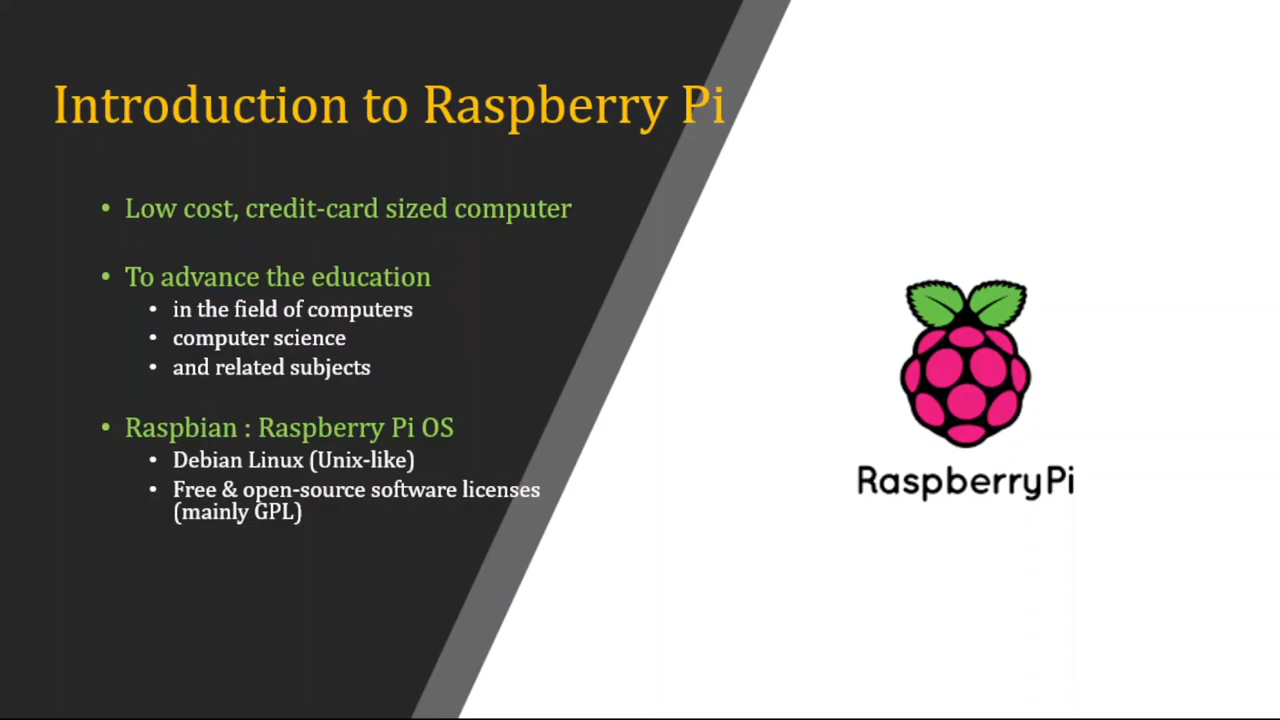 Introduction to Raspberry Pi
• Low cost, credit-card sized computer
• To advance the education
• in the field of computers
• computer science
• and related subjects
• Raspbian : Raspberry Pi OS
• Debian Linux (Unix-like)
• Free & open-source software licenses
(mainly GPL)
RaspberryPi